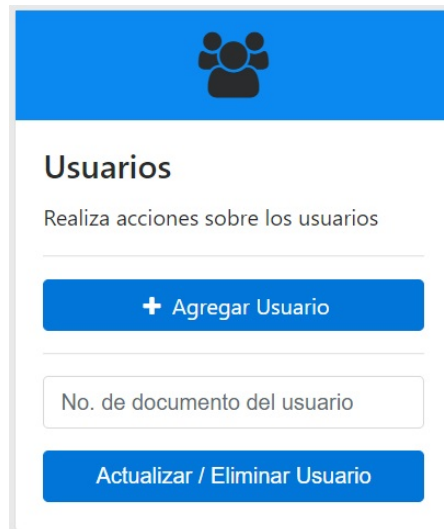 Usuarios
Realiza acciones sobre los usuarios
Agregar Usuario
No. de documento del usuario
Actualizar / Eliminar Usuario